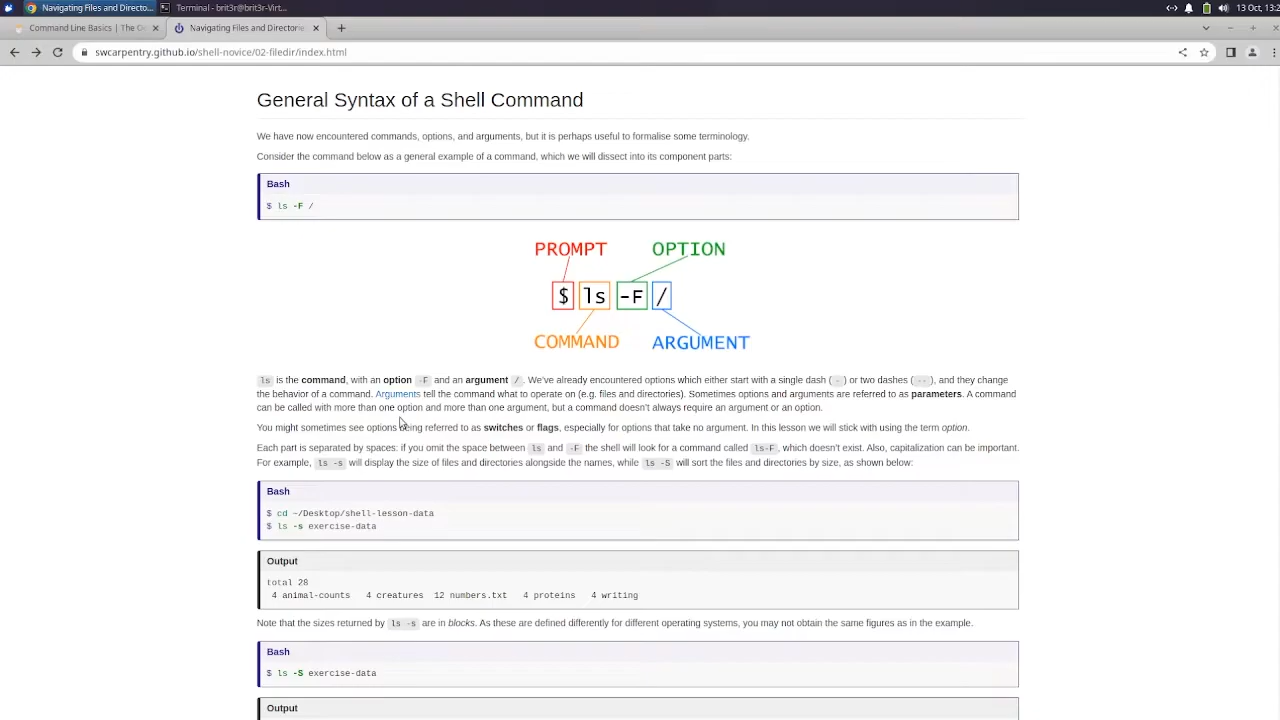 Navigating Files and Directo...
Terminal - brit3r@brit3r-Virt...
13 Oct, 13:2
Command Line Basics | The O
Navigating Files and Directorie
swcarpentry.github.io/shell-novice/02-filedir/index.html
General Syntax of a Shell Command
We have now encountered commands, options, and arguments, but it is perhaps useful to formalise some terminology.
Consider the command below as a general example of a command, which we will dissect into its component parts:
Bash
$ ls -F /
PROMPT OPTION
$ ls -F /
COMMAND ARGUMENT
ls is the command, with an option -F and an argument /. We've already encountered options which either start with a single dash (-) or two dashes (--), and they change
the behavior of a command. Arguments tell the command what to operate on (e.g. files and directories). Sometimes options and arguments are referred to as parameters. A command
can be called with more than one option and more than one argument, but a command doesn't always require an argument or an option.
You might sometimes see options being referred to as switches or flags, especially for options that take no argument. In this lesson we will stick with using the term option.
Each part is separated by spaces: if you omit the space between ls and -F the shell will look for a command called ls-F, which doesn't exist. Also, capitalization can be important.
For example, ls -s will display the size of files and directories alongside the names, while ls -S will sort the files and directories by size, as shown below:
Bash
$ cd ~/Desktop/shell-lesson-data
$ ls -s exercise-data
Output
total 28
4 animal-counts 4 creatures 12 numbers.txt 4 proteins 4 writing
Note that the sizes returned by ls -s are in blocks. As these are defined differently for different operating systems, you may not obtain the same figures as in the example.
Bash
$ ls -S exercise-data
Output